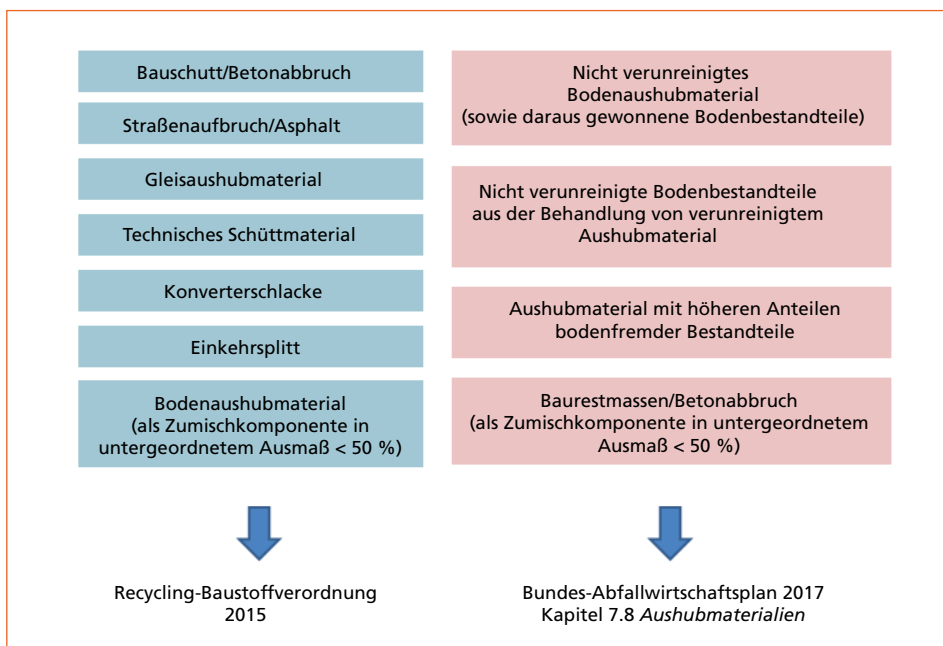 Bauschutt/Betonabbruch
Straßenaufbruch/Asphalt
Gleisaushubmaterial
Technisches Schüttmaterial
Konverterschlacke
Einkehrsplitt
Bodenaushubmaterial
(als Zumischkomponente in
untergeordnetem Ausmaß < 50 %)
Recycling-Baustoffverordnung
2015
Nicht verunreinigtes
Bodenaushubmaterial
(sowie daraus gewonnene Bodenbestandteile)
Nicht verunreinigte Bodenbestandteile
aus der Behandlung von verunreinigtem
Aushubmaterial
Aushubmaterial mit höheren Anteilen
bodenfremder Bestandteile
Baurestmassen/Betonabbruch
(als Zumischkomponente in untergeordnetem
Ausmaß < 50 %)
Bundes-Abfallwirtschaftsplan 2017
Kapitel 7.8 Aushubmaterialien